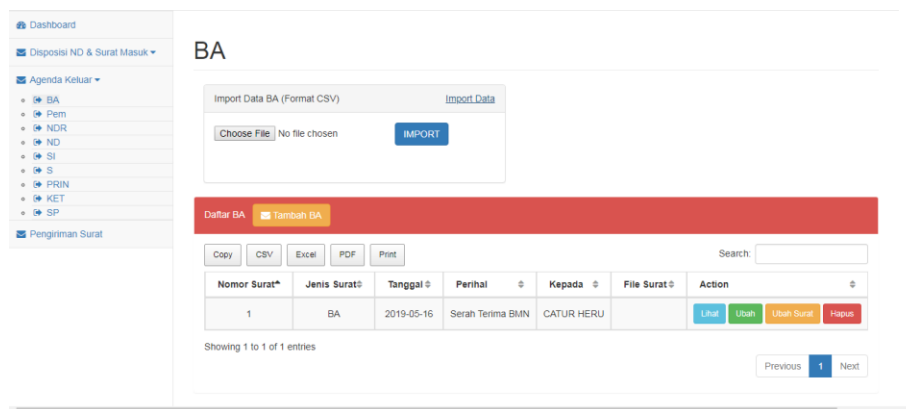 Dashboard
Disposisi ND & Surat Masuk
Agenda Keluar
BA
Pem
NDR
ND
SI
S
PRIN
KET
SP
Pengiriman Surat
BA
Import Data BA (Format CSV) Import Data
Choose File No file chosen IMPORT
Daftar BA Tambah BA
Copy CSV Excel PDF Print Search:
Nomor Surat Jenis Surat Tanggal Perihal Kepada File Surat Action
1 BA 2019-05-16 Serah Terima BMN CATUR HERU Lihat Ubah Ubah Surat Hapus
Showing 1 to 1 of 1 entries
Previous 1 Next